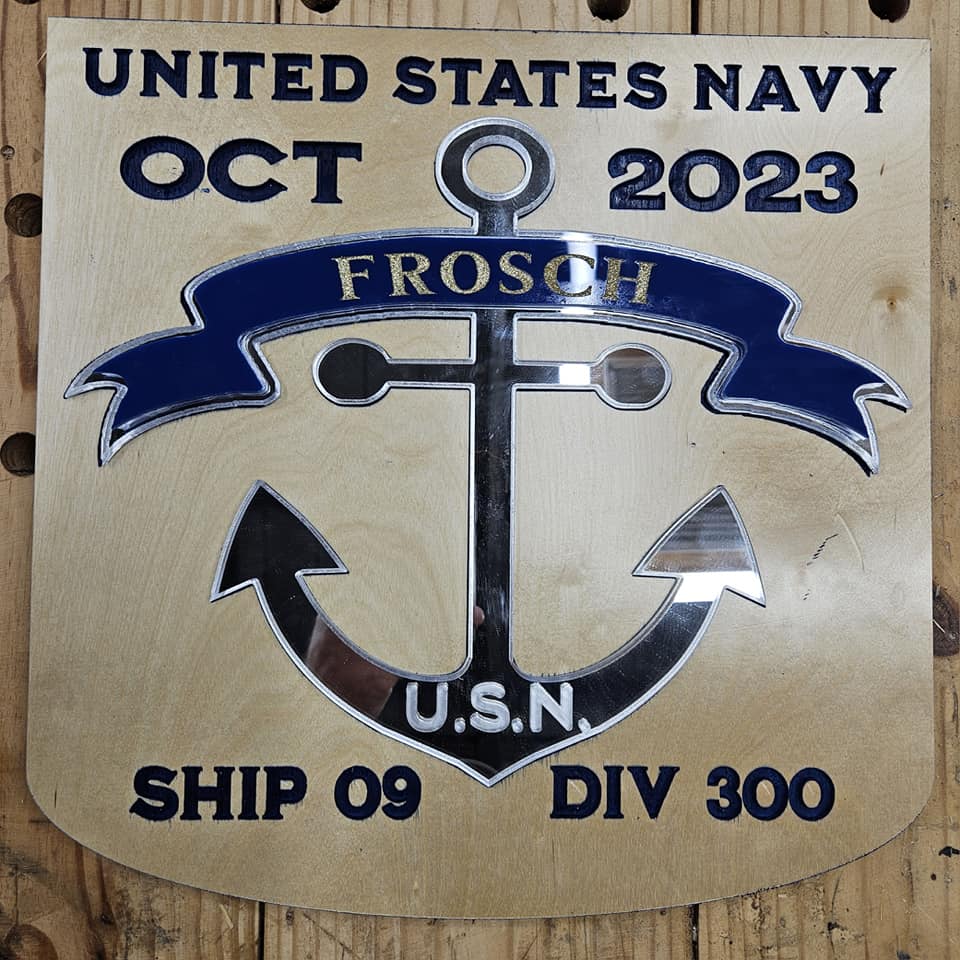 UNITED STATES NAVY
OCT 2023
FROSCH
U.S.N.
SHIP 09 DIV 300